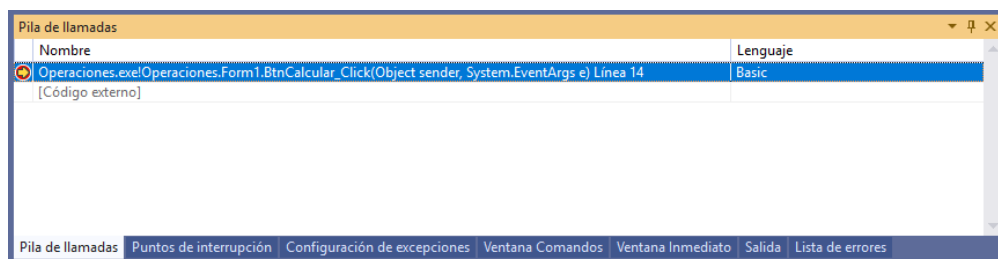 Pila de llamadas
Nombre Lenguaje
Operaciones.exe!Operaciones.Form1.BtnCalcular_Click(Object sender, System.EventArgs e) Línea 14 Basic
[Código externo]
Pila de llamadas Puntos de interrupción Configuración de excepciones Ventana Comandos Ventana Inmediato Salida Lista de errores